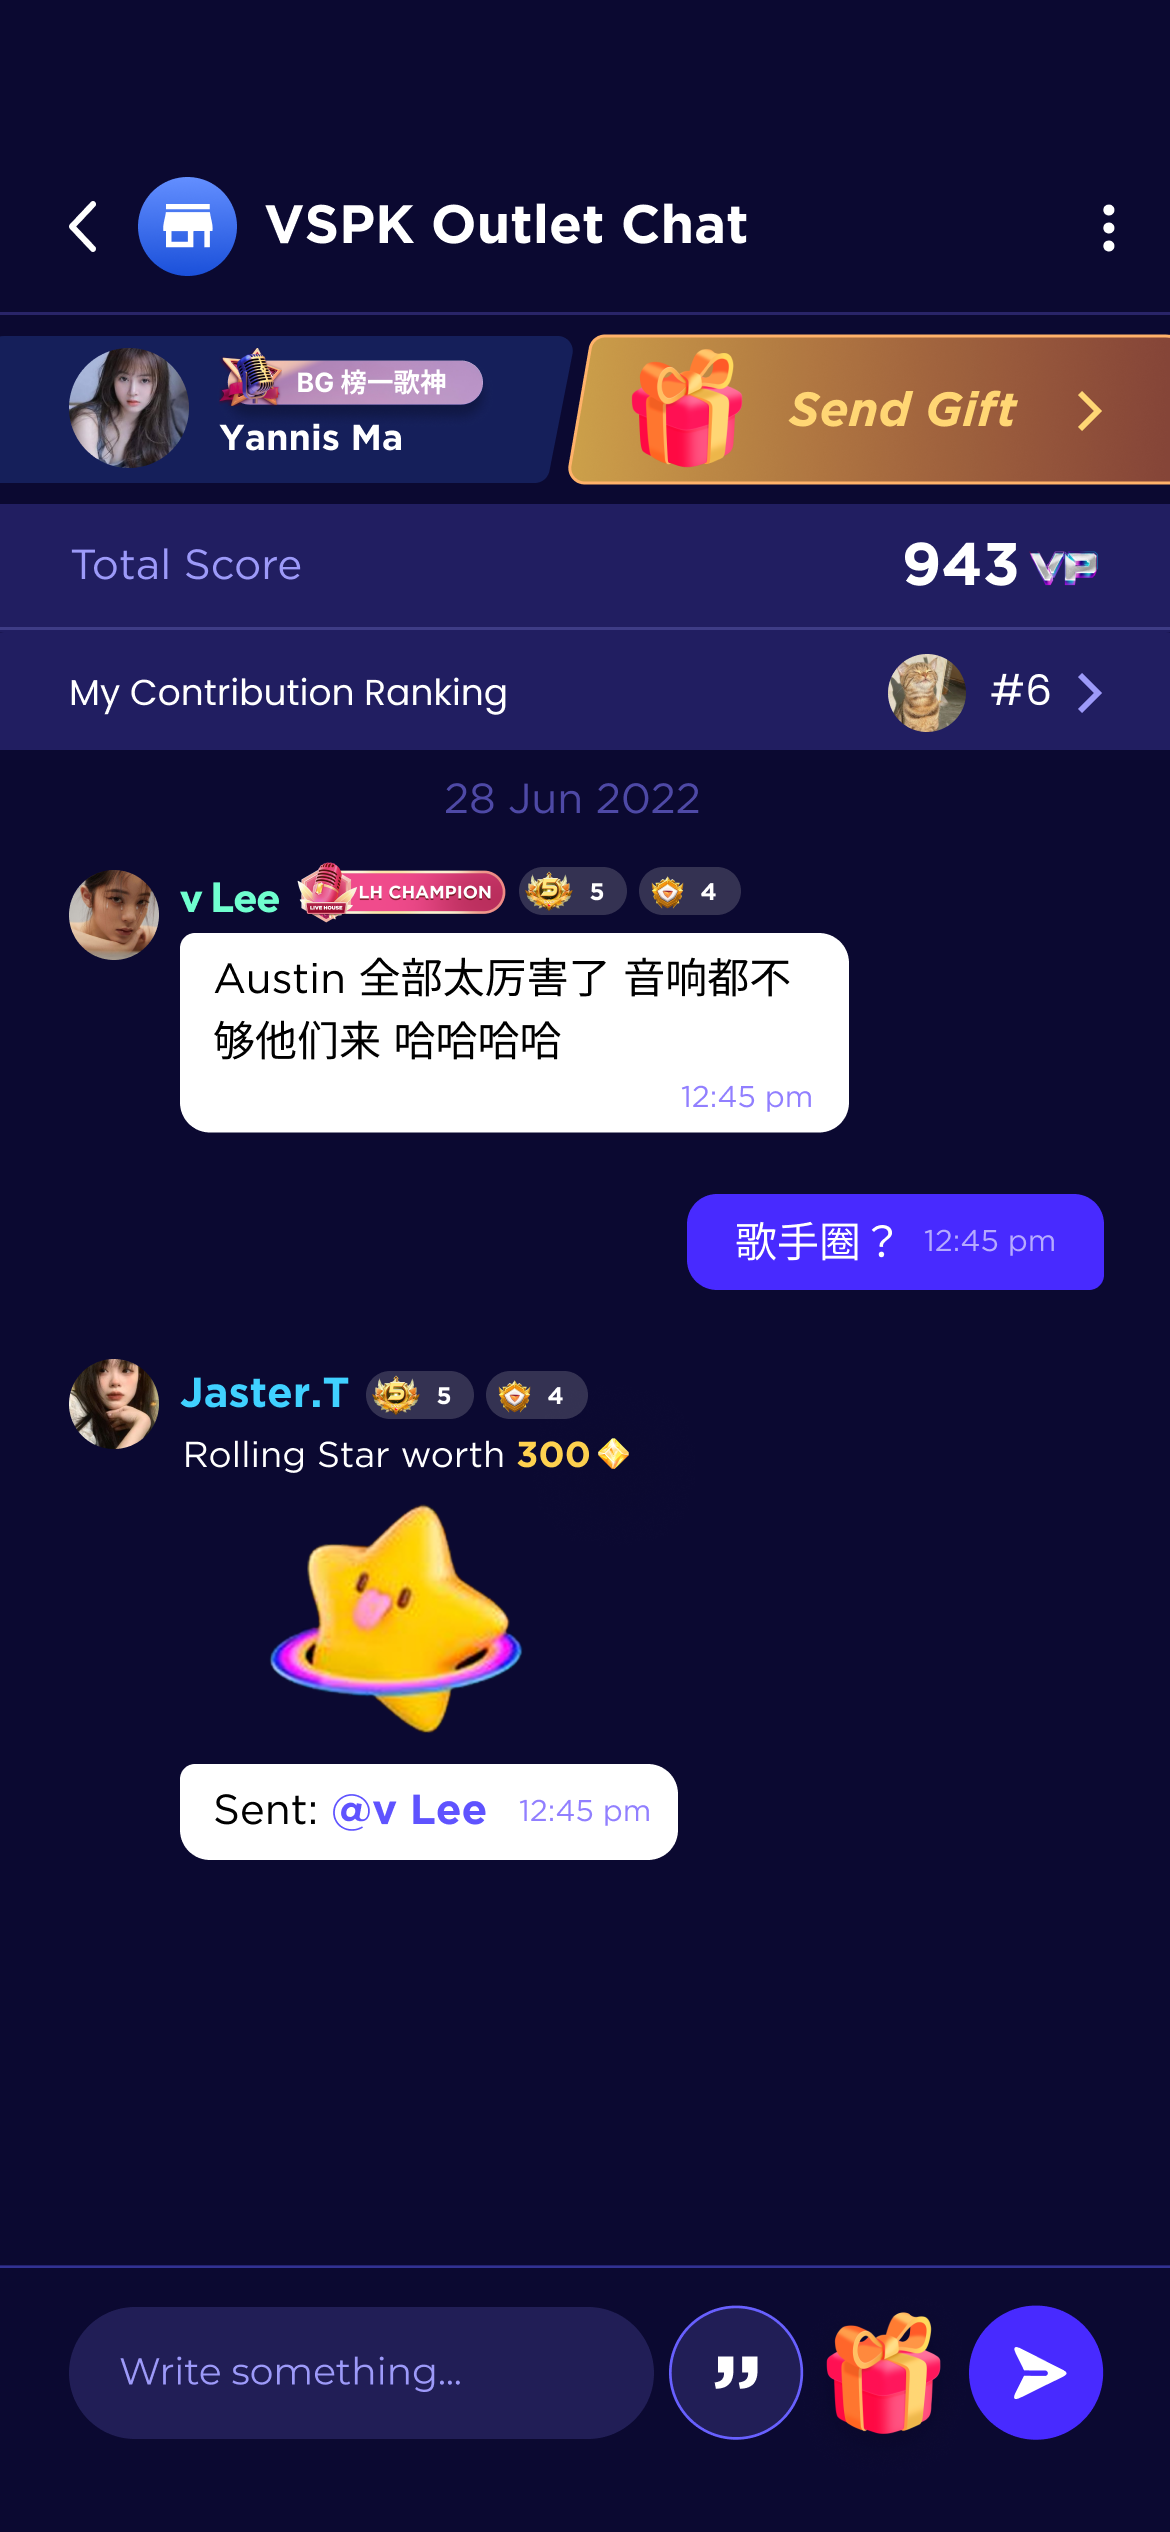 VSPK Outlet Chat
BG 榜一歌神
Yannis Ma
Send Gift
Total Score
943 VP
My Contribution Ranking
#6
28 Jun 2022
v Lee
LIVE HOUSE
LH CHAMPION
5
4
Austin 全部太厉害了 音响都不
够他们来 哈哈哈哈
12:45 pm
歌手圈？ 12:45 pm
Jaster.T
5
4
Rolling Star worth 300
Sent: @v Lee 12:45 pm
Write something...